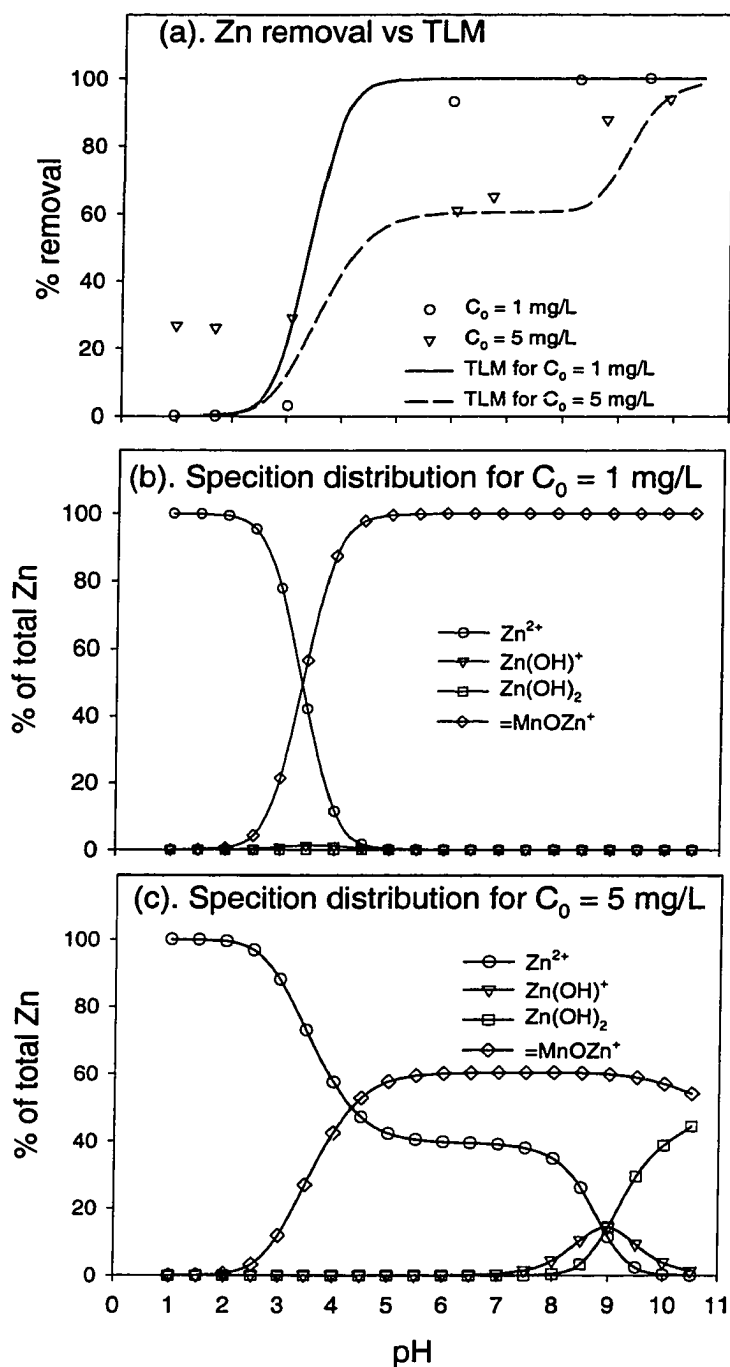 (a). Zn removal vs TLM
100
80
60
40
20
0
% removal
C₀ = 1 mg/L
C₀ = 5 mg/L
TLM for C₀ = 1 mg/L
TLM for C₀ = 5 mg/L
(b). Specition distribution for C₀ = 1 mg/L
100
80
60
40
20
0
% of total Zn
Zn²⁺
Zn(OH)⁺
Zn(OH)₂
=MnOZn⁺
(c). Specition distribution for C₀ = 5 mg/L
100
80
60
40
20
0
% of total Zn
Zn²⁺
Zn(OH)⁺
Zn(OH)₂
=MnOZn⁺
0 1 2 3 4 5 6 7 8 9 10 11
pH